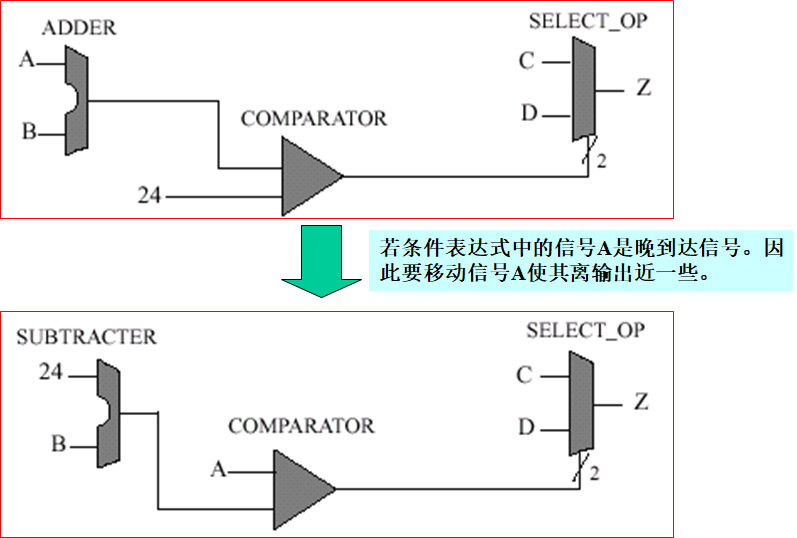 ADDER
SELECT_OP
A
C
Z
B
D
COMPARATOR
2
24
若条件表达式中的信号A是晚到达信号。因
此要移动信号A使其离输出近一些。
SUBTRACTER
SELECT_OP
24
C
Z
B
D
COMPARATOR
A
2